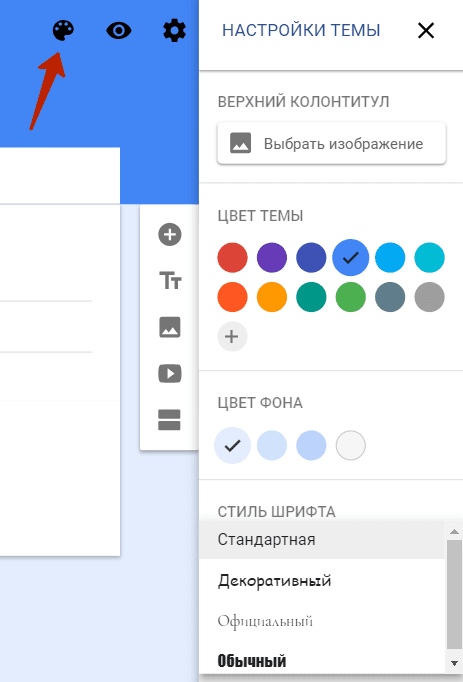 НАСТРОЙКИ ТЕМЫ
ВЕРХНИЙ КОЛОНТИТУЛ
Выбрать изображение
ЦВЕТ ТЕМЫ
ЦВЕТ ФОНА
СТИЛЬ ШРИФТА
Стандартная
Декоративный
Официальный
Обычный